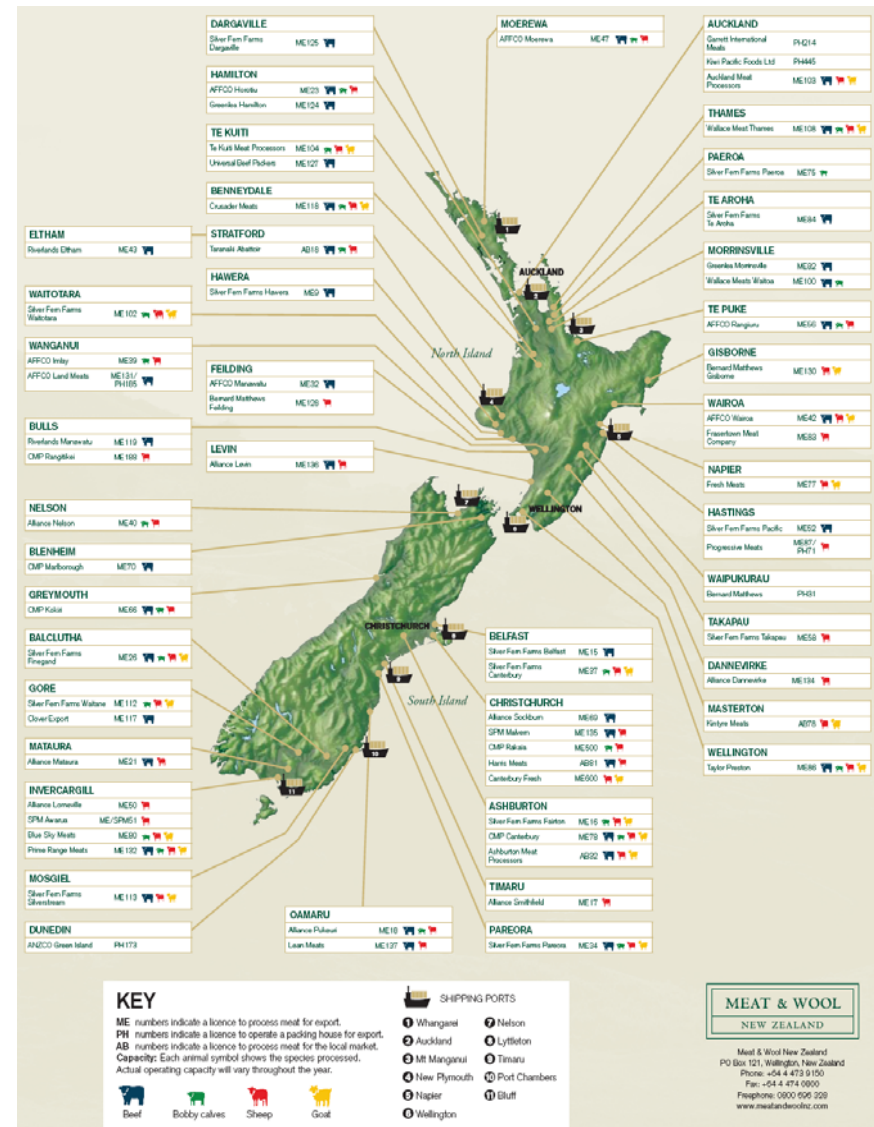 DARGAVILLE
Silver Fern Farms
Dargaville ME125
HAMILTON
AFFCO Horotiu ME23
Greenlea Hamilton ME124
TE KUITI
Te Kuiti Meat Processors ME104
Universal Beef Packers ME127
BENNEYDALE
Crusader Meats ME118
STRATFORD
Taranaki Abattoir AB18
HAWERA
Silver Fern Farms Hawera ME9
ELTHAM
Riverlands Eltham ME43
WAITOTARA
Silver Fern Farms
Waitotara ME102
WANGANUI
AFFCO Imlay ME39
AFFCO Land Meats ME131/
PH185
FEILDING
AFFCO Manawatu ME32
Bernard Matthews
Feilding ME128
BULLS
Riverlands Manawatu ME119
CMP Rangitikei ME188
LEVIN
Alliance Levin ME136
NELSON
Alliance Nelson ME40
BLENHEIM
CMP Marlborough ME70
GREYMOUTH
CMP Kokiri ME66
BALCLUTHA
Silver Fern Farms
Finegand ME26
GORE
Silver Fern Farms Waitane ME112
Clover Export ME117
MATAURA
Alliance Mataura ME21
INVERCARGILL
Alliance Lorneville ME50
SPM Awarua ME/SPM51
Blue Sky Meats ME80
Prime Range Meats ME132
MOSGIEL
Silver Fern Farms
Silverstream ME113
DUNEDIN
ANZCO Green Island PH173
MOEREWA
AFFCO Moerewa ME47
AUCKLAND
Garrett International
Meats PH214
Kiwi Pacific Foods Ltd PH445
Auckland Meat
Processors ME103
THAMES
Wallace Meat Thames ME108
PAEROA
Silver Fern Farms Paeroa ME75
TE AROHA
Silver Fern Farms
Te Aroha ME84
MORRINSVILLE
Greenlea Morrinsville ME82
Wallace Meats Waitoa ME100
TE PUKE
AFFCO Rangiuru ME56
GISBORNE
Bernard Matthews
Gisborne ME130
WAIROA
AFFCO Wairoa ME42
Frasertown Meat
Company ME83
NAPIER
Fresh Meats ME77
HASTINGS
Silver Fern Farms Pacific ME52
Progressive Meats ME87/
PH71
WAIPUKURAU
Bernard Matthews PH31
TAKAPAU
Silver Fern Farms Takapau ME58
DANNEVIRKE
Alliance Dannevirke ME134
MASTERTON
Kintyre Meats AB78
WELLINGTON
Taylor Preston ME86
AUCKLAND
North Island
WELLINGTON
CHRISTCHURCH
South Island
1
2
3
4
5
6
7
8
9
10
11
BELFAST
Silver Fern Farms Belfast ME15
Silver Fern Farms
Canterbury ME37
CHRISTCHURCH
Alliance Sockburn ME69
SPM Malvern ME135
CMP Rakaia ME500
Harris Meats AB81
Canterbury Fresh ME600
ASHBURTON
Silver Fern Farms Fairton ME16
CMP Canterbury ME78
Ashburton Meat
Processors AB32
TIMARU
Alliance Smithfield ME17
PAREORA
Silver Fern Farms Pareora ME34
OAMARU
Alliance Pukeuri ME18
Lean Meats ME137
KEY
ME numbers indicate a licence to process meat for export.
PH numbers indicate a licence to operate a packing house for export.
AB numbers indicate a licence to process meat for the local market.
Capacity: Each animal symbol shows the species processed.
Actual operating capacity will vary throughout the year.
Beef Bobby calves Sheep Goat
SHIPPING PORTS
1 Whangarei
2 Auckland
3 Mt Manganui
4 New Plymouth
5 Napier
6 Wellington
7 Nelson
8 Lyttleton
9 Timaru
10 Port Chambers
11 Bluff
MEAT & WOOL
NEW ZEALAND
Meat & Wool New Zealand
PO Box 121, Wellington, New Zealand
Phone: +64 4 473 9150
Fax: +64 4 474 0800
Freephone: 0800 696 328
www.meatandwoolnz.com